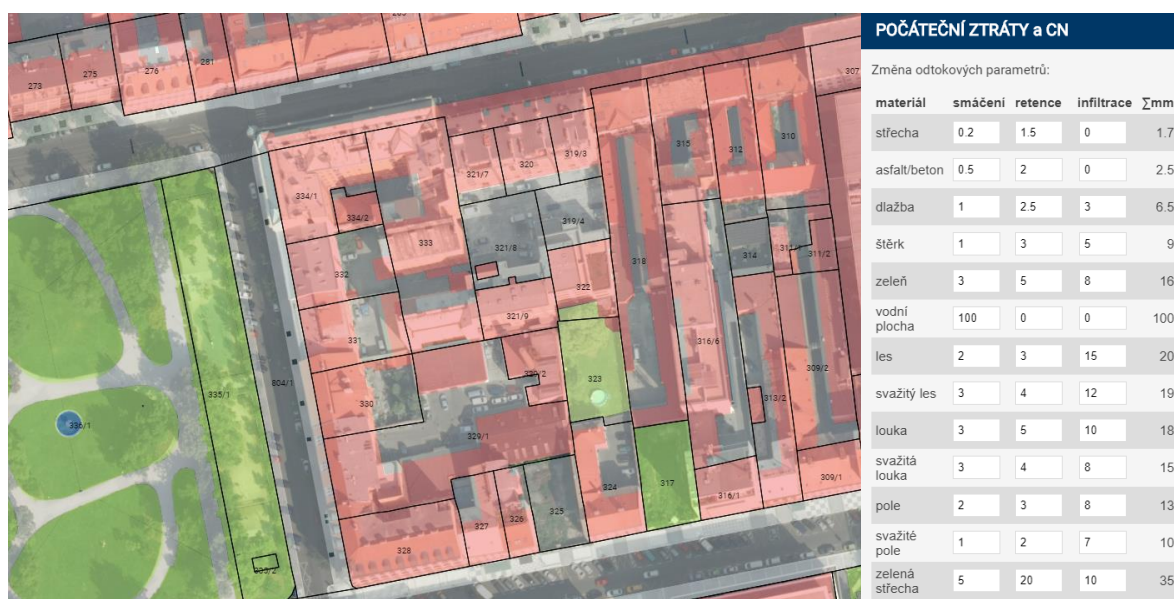 273
275
276
281
307
310
312
315
319/3
320
321/7
334/1
334/2
333
321/8
319/4
318
314
311/2
332
322
321/9
331
316/6
309/2
335/1
804/1
336/1
330
323
313/2
329/1
324
317
316/1
309/1
325
326
327
328
POČÁTEČNÍ ZTRÁTY a CN
Změna odtokových parametrů:
materiál smáčení retence infiltrace ∑mm
střecha 0.2 1.5 0 1.7
asfalt/beton 0.5 2 0 2.5
dlažba 1 2.5 3 6.5
štěrk 1 3 5 9
zeleň 3 5 8 16
vodní
plocha 100 0 0 100
les 2 3 15 20
svažitý les 3 4 12 19
louka 3 5 10 18
svažitá
louka 3 4 8 15
pole 2 3 8 13
svažité
pole 1 2 7 10
zelená
střecha 5 20 10 35